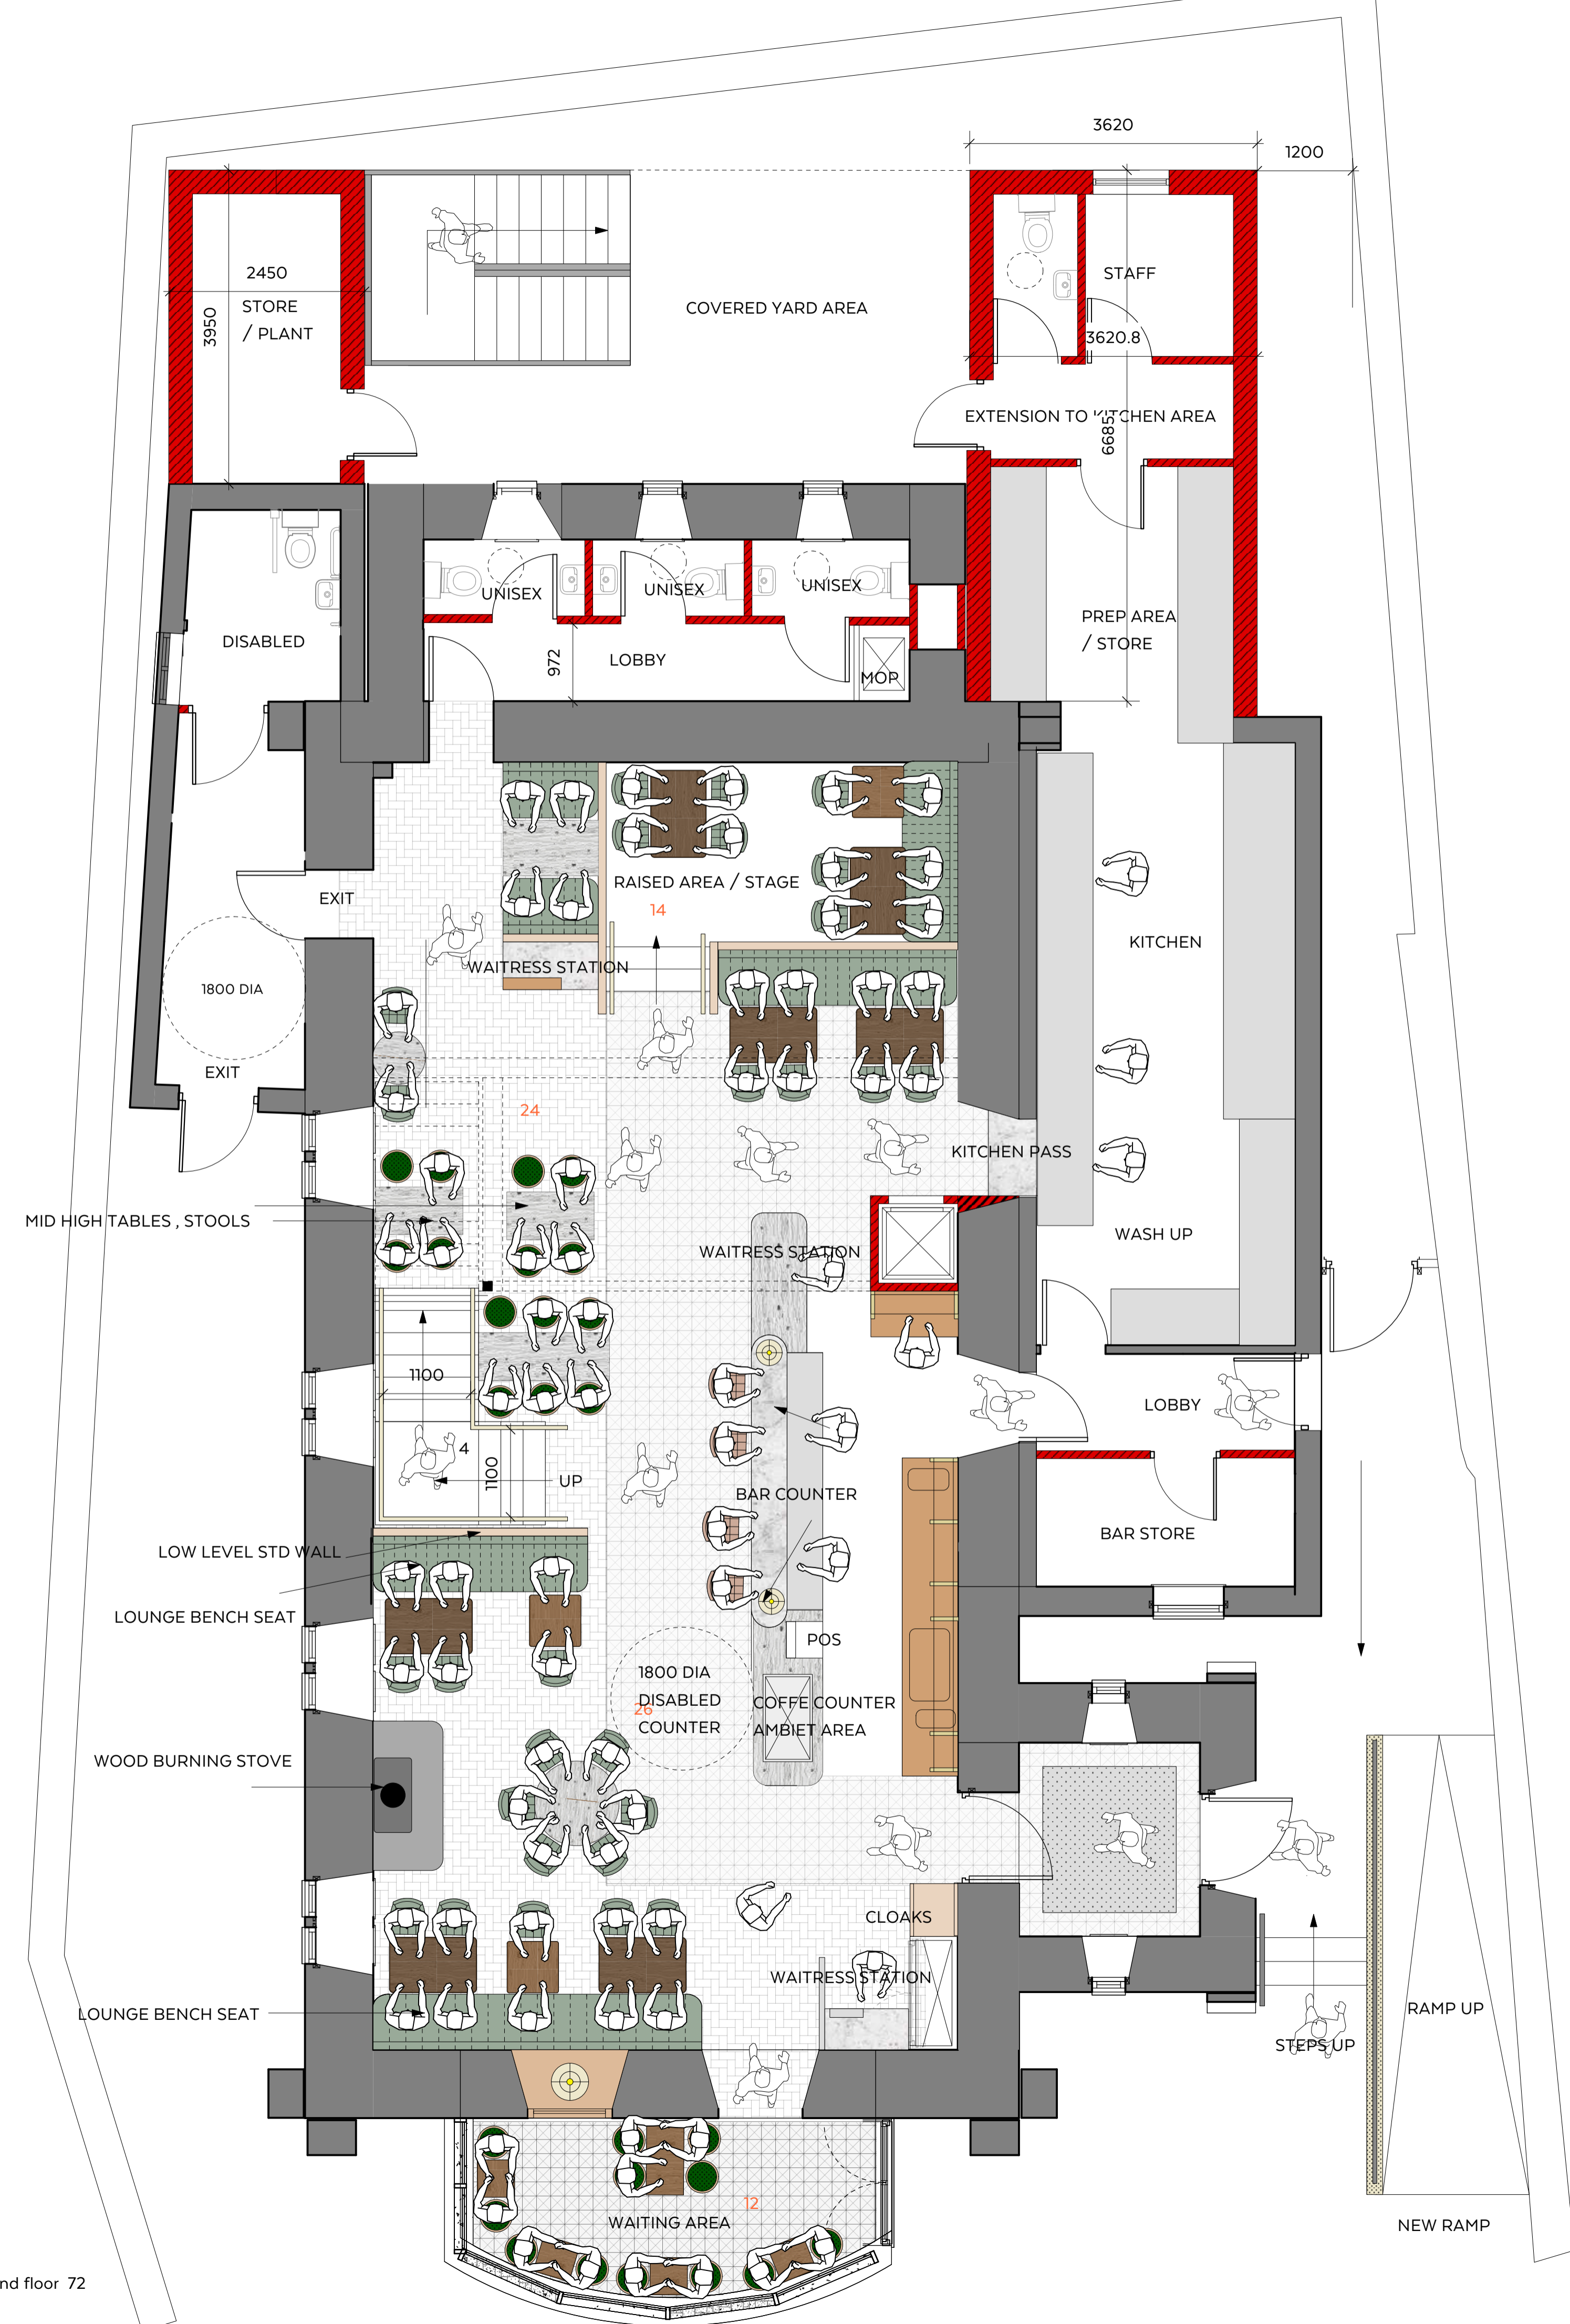 3620
1200
2450
STORE
/ PLANT
3950
COVERED YARD AREA
STAFF
3620.8
EXTENSION TO KITCHEN AREA
6685
UNISEX
UNISEX
UNISEX
DISABLED
LOBBY
972
MOP
PREP AREA
/ STORE
EXIT
RAISED AREA / STAGE
14
WAITRESS STATION
KITCHEN
1800 DIA
EXIT
24
KITCHEN PASS
MID HIGH TABLES , STOOLS
WAITRESS STATION
WASH UP
1100
LOBBY
4
1100
UP
BAR COUNTER
BAR STORE
LOW LEVEL STD WALL
LOUNGE BENCH SEAT
POS
1800 DIA
DISABLED
COUNTER
26
COFFE COUNTER
AMBIET AREA
WOOD BURNING STOVE
CLOAKS
WAITRESS STATION
LOUNGE BENCH SEAT
RAMP UP
STEPS UP
12
WAITING AREA
NEW RAMP
nd floor 72